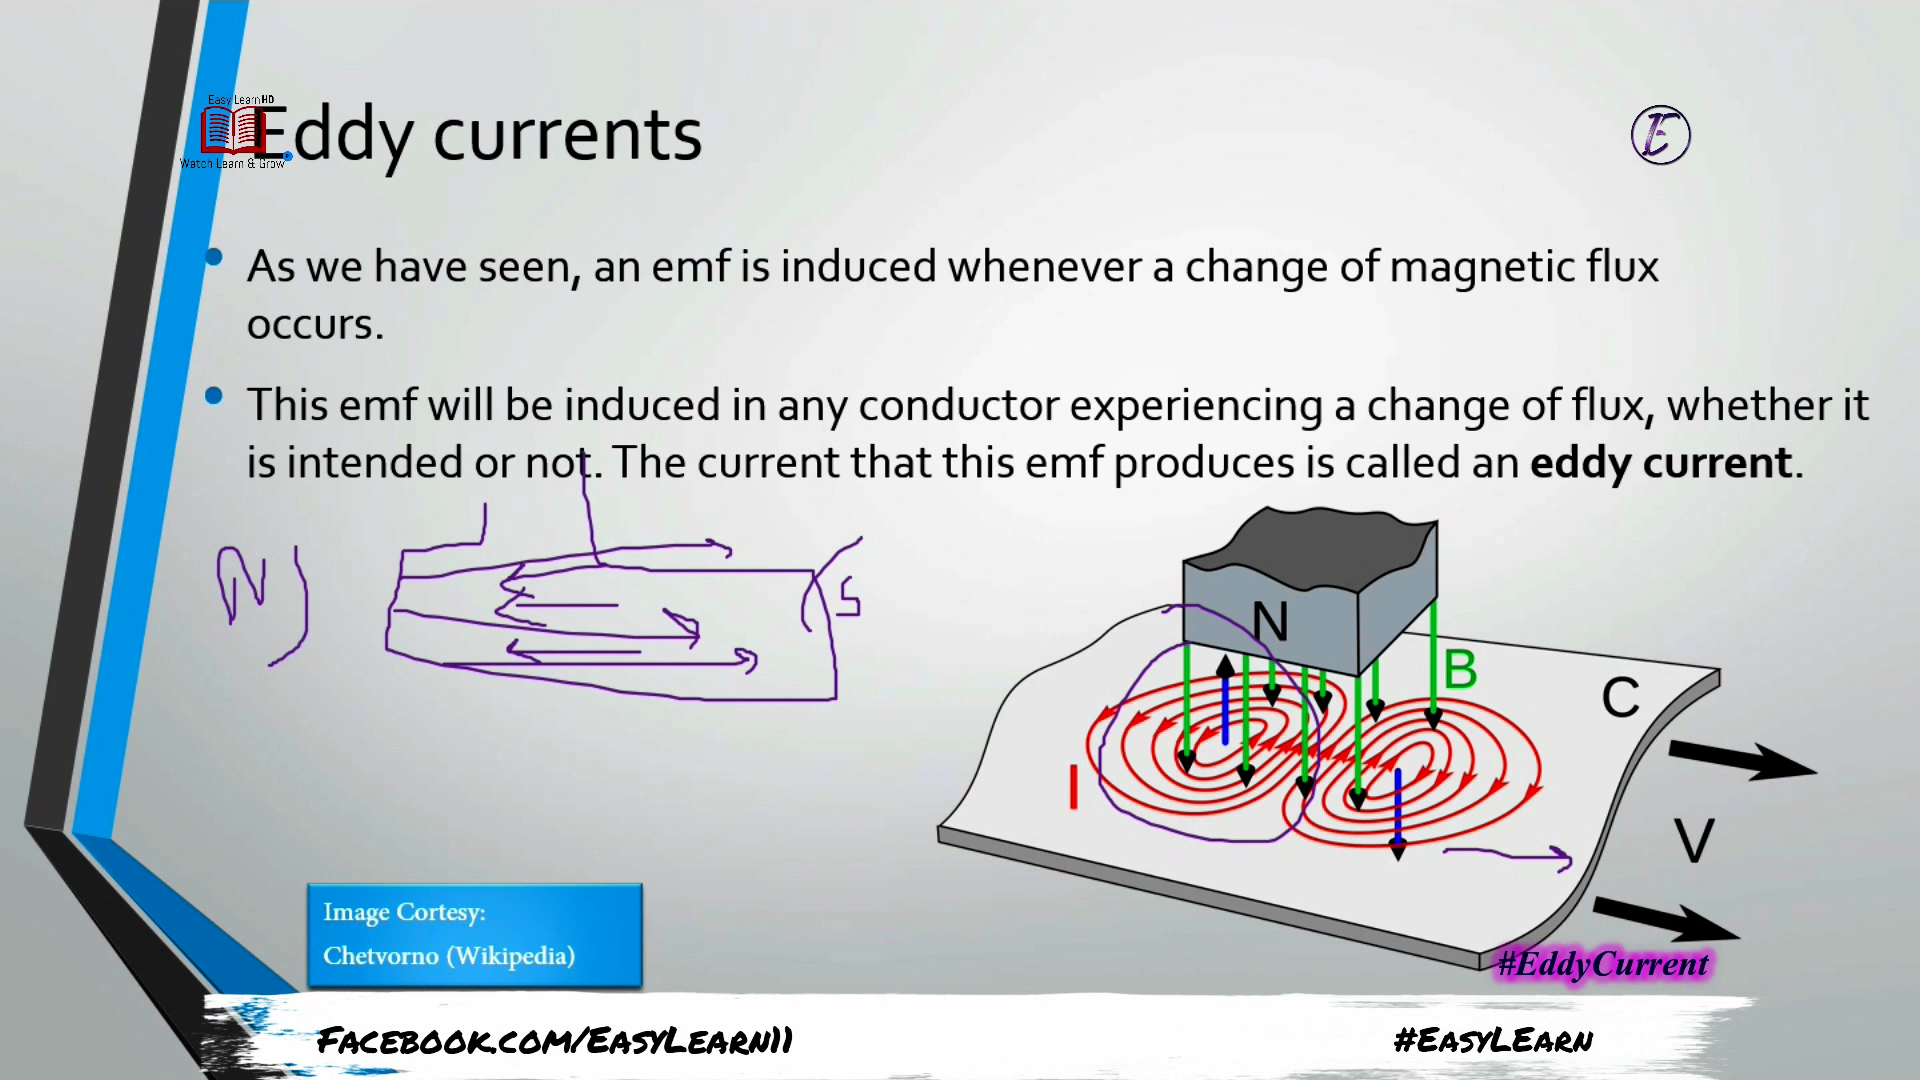 Easy Learn HD
Watch Learn & Grow
Eddy currents
E
As we have seen, an emf is induced whenever a change of magnetic flux
occurs.
This emf will be induced in any conductor experiencing a change of flux, whether it
is intended or not. The current that this emf produces is called an eddy current.
N
S
N
B
C
I
V
Image Cortesy:
Chetvorno (Wikipedia)
#EddyCurrent
Facebook.com/EasyLearn11
#EasyLEarn